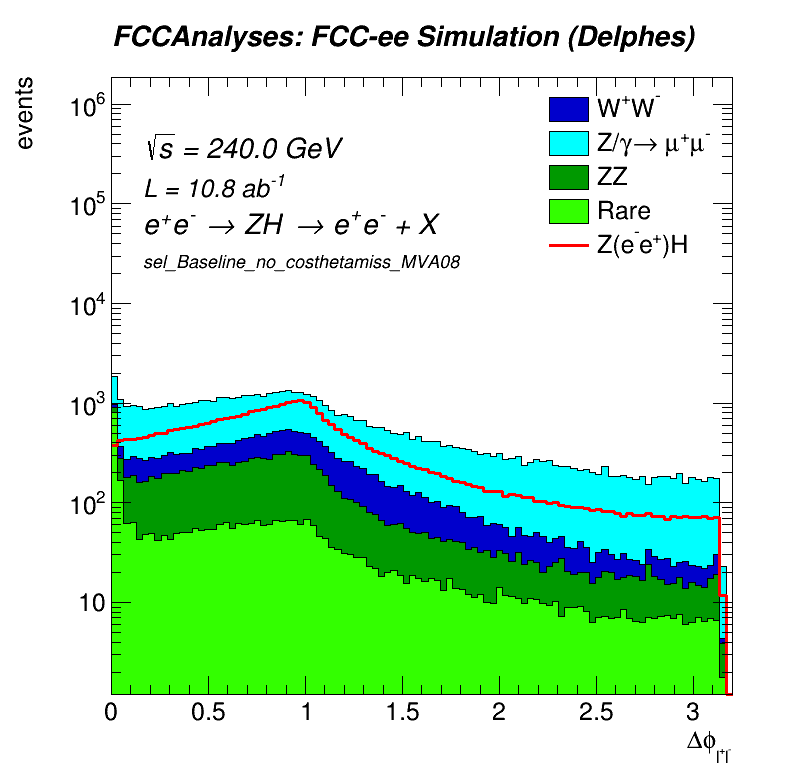 FCCAnalyses: FCC-ee Simulation (Delphes)
events
10⁶
10⁵
10⁴
10³
10²
10
√s = 240.0 GeV
L = 10.8 ab⁻¹
e⁺e⁻ → ZH → e⁺e⁻ + X
sel_Baseline_no_costhetamiss_MVA08
W⁺W⁻
Z/γ→ μ⁺μ⁻
ZZ
Rare
Z(e⁻e⁺)H
0 0.5 1 1.5 2 2.5 3
Δϕ_l⁺l⁻